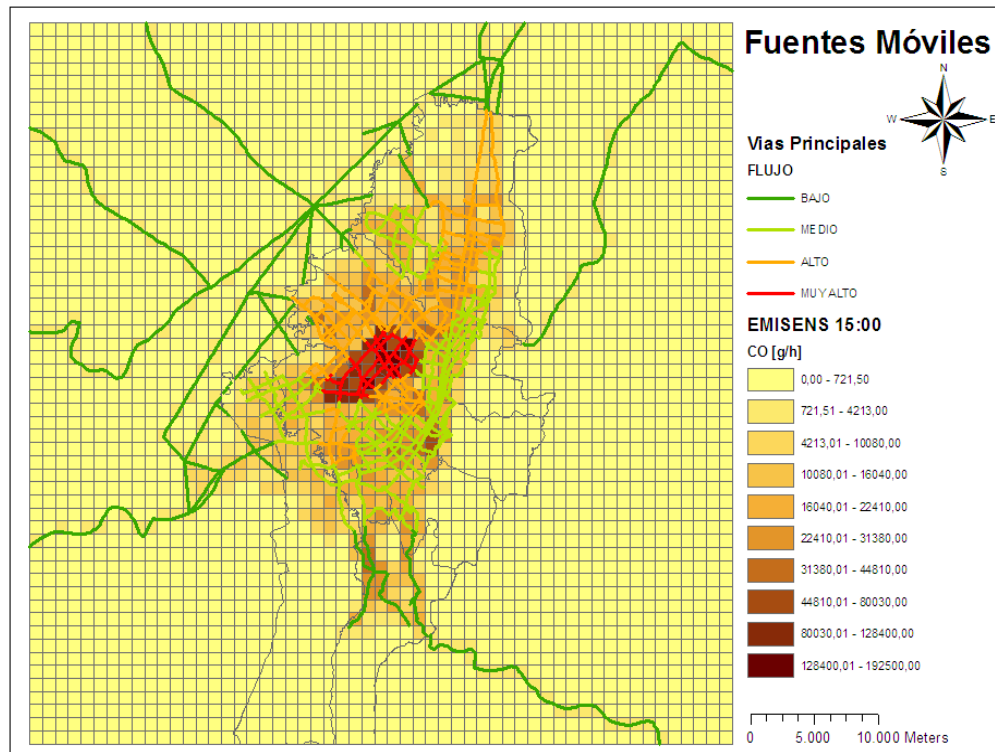 Fuentes Móviles
N
W
E
S
Vias Principales
FLUJO
BAJO
MEDIO
ALTO
MUY ALTO
EMISENS 15:00
CO [g/h]
0,00 - 721,50
721,51 - 4213,00
4213,01 - 10080,00
10080,01 - 16040,00
16040,01 - 22410,00
22410,01 - 31380,00
31380,01 - 44810,00
44810,01 - 80030,00
80030,01 - 128400,00
128400,01 - 192500,00
0 5.000 10.000 Meters